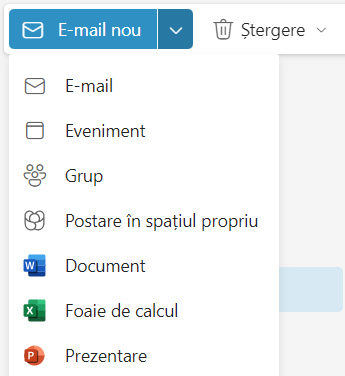 E-mail nou
Ștergere
E-mail
Eveniment
Grup
Postare în spațiul propriu
Document
Foaie de calcul
Prezentare